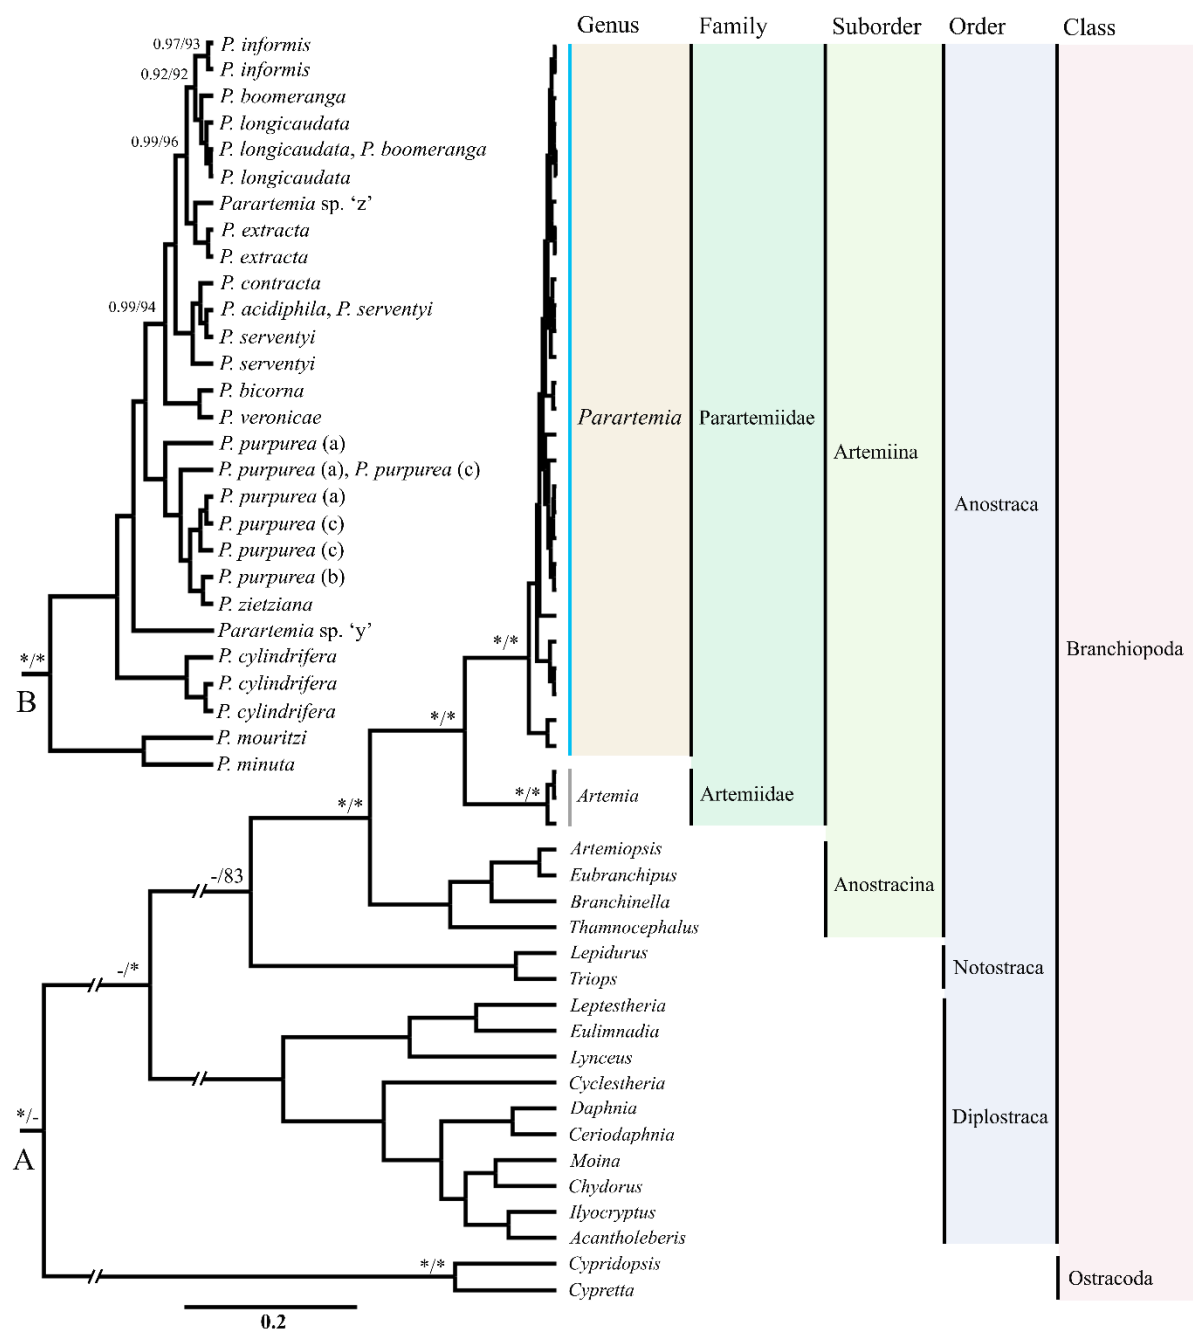 Genus Family Suborder Order Class
0.97/93
P. informis
P. informis
0.92/92
P. boomeranga
P. longicaudata
0.99/96
P. longicaudata, P. boomeranga
P. longicaudata
Parartemia sp. ‘z’
P. extracta
P. extracta
P. contracta
0.99/94
P. acidiphila, P. serventyi
P. serventyi
P. serventyi
P. bicorna
P. veronicae
P. purpurea (a)
P. purpurea (a), P. purpurea (c)
P. purpurea (a)
P. purpurea (c)
P. purpurea (c)
P. purpurea (b)
P. zietziana
Parartemia sp. ‘y’
P. cylindrifera
P. cylindrifera
P. cylindrifera
P. mouritzi
P. minuta
*/*
B
*/*
*/*
*/*
*/*
-/83
-/*
*/-
A
*/*
Parartemia
Artemia
Artemiopsis
Eubranchipus
Branchinella
Thamnocephalus
Lepidurus
Triops
Leptestheria
Eulimnadia
Lynceus
Cyclestheria
Daphnia
Ceriodaphnia
Moina
Chydorus
Ilyocryptus
Acantholeberis
Cypridopsis
Cypretta
Parartemiidae
Artemiidae
Artemiina
Anostracina
Anostraca
Notostraca
Diplostraca
Branchiopoda
Ostracoda
0.2